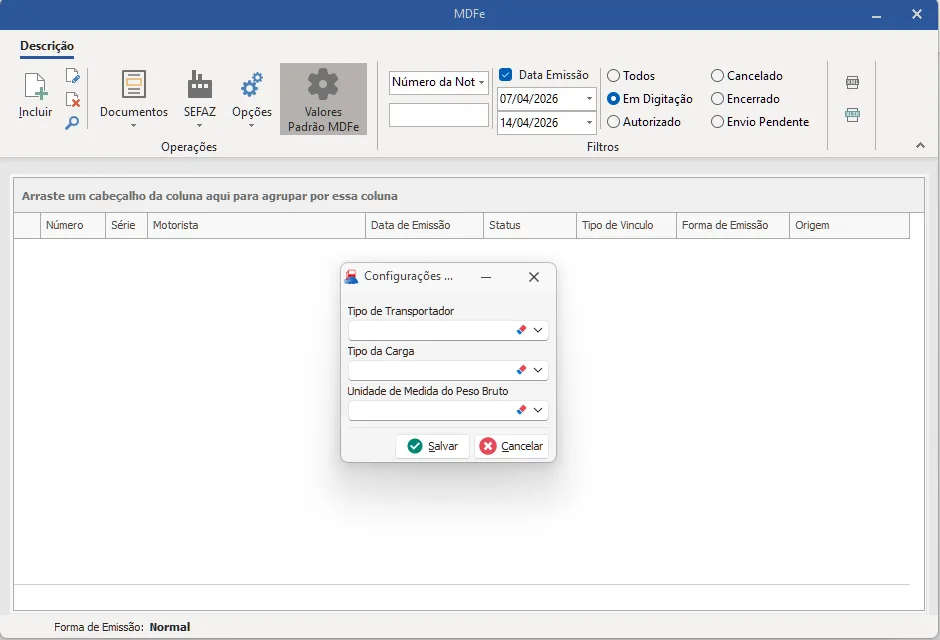 MDFe
Descrição
Incluir
Documentos
SEFAZ
Opções
Valores
Padrão MDFe
Operações
Número da Not
Data Emissão
07/04/2026
14/04/2026
Todos
Em Digitação
Autorizado
Cancelado
Encerrado
Envio Pendente
Filtros
Arraste um cabeçalho da coluna aqui para agrupar por essa coluna
Número Série Motorista Data de Emissão Status Tipo de Vinculo Forma de Emissão Origem
Configurações ...
Tipo de Transportador
Tipo da Carga
Unidade de Medida do Peso Bruto
Salvar Cancelar
Forma de Emissão: Normal